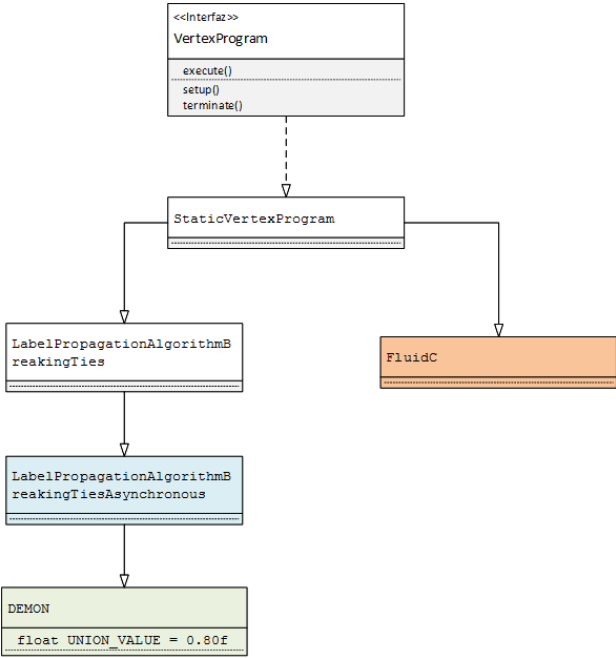 <<Interfaz>>
VertexProgram
execute()
setup()
terminate()
StaticVertexProgram
LabelPropagationAlgorithmB
reakingTies
FluidC
LabelPropagationAlgorithmB
reakingTiesAsynchronous
DEMON
float UNION_VALUE = 0.80f